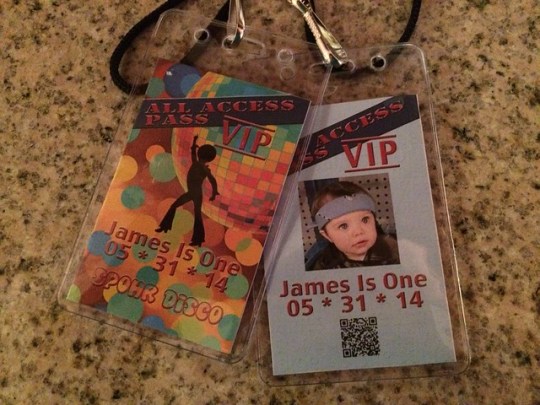 ALL ACCESS
PASS
VIP
James Is One
05 * 31 * 14
SPOHR DISCO
ACCESS
SS
VIP
James Is One
05 * 31 * 14